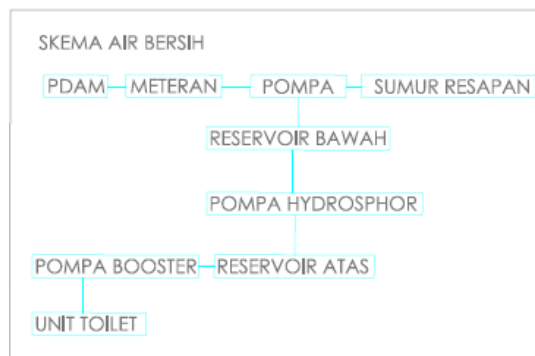 SKEMA AIR BERSIH
PDAM METERAN POMPA SUMUR RESAPAN
RESERVOIR BAWAH
POMPA HYDROSPHOR
POMPA BOOSTER RESERVOIR ATAS
UNIT TOILET